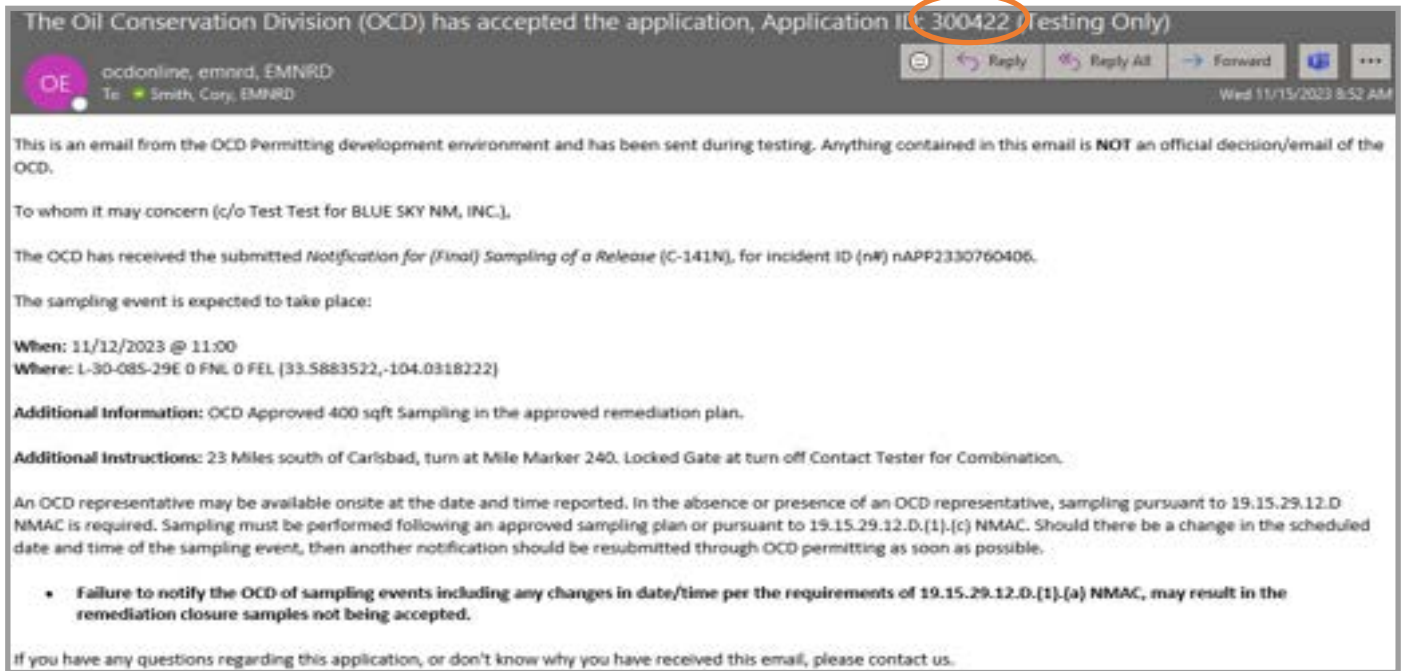 The Oil Conservation Division (OCD) has accepted the application, Application ID: 300422 (Testing Only)
OE
ocdonline, emnrd, EMNRD
To Smith, Cory, EMNRD
Reply
Reply All
Forward
Wed 11/15/2023 8:52 AM
This is an email from the OCD Permitting development environment and has been sent during testing. Anything contained in this email is NOT an official decision/email of the
OCD.
To whom it may concern (c/o Test Test for BLUE SKY NM, INC.),
The OCD has received the submitted Notification for (Final) Sampling of a Release (C-141N), for incident ID (n#) nAPP2330760406.
The sampling event is expected to take place:
When: 11/12/2023 @ 11:00
Where: L-30-08S-29E 0 FNL 0 FEL (33.5883522,-104.0318222)
Additional Information: OCD Approved 400 sqft Sampling in the approved remediation plan.
Additional Instructions: 23 Miles south of Carlsbad, turn at Mile Marker 240. Locked Gate at turn off Contact Tester for Combination.
An OCD representative may be available onsite at the date and time reported. In the absence or presence of an OCD representative, sampling pursuant to 19.15.29.12.D
NMAC is required. Sampling must be performed following an approved sampling plan or pursuant to 19.15.29.12.D.(1).(c) NMAC. Should there be a change in the scheduled
date and time of the sampling event, then another notification should be resubmitted through OCD permitting as soon as possible.
• Failure to notify the OCD of sampling events including any changes in date/time per the requirements of 19.15.29.12.D.(1).(a) NMAC, may result in the
remediation closure samples not being accepted.
If you have any questions regarding this application, or don't know why you have received this email, please contact us.